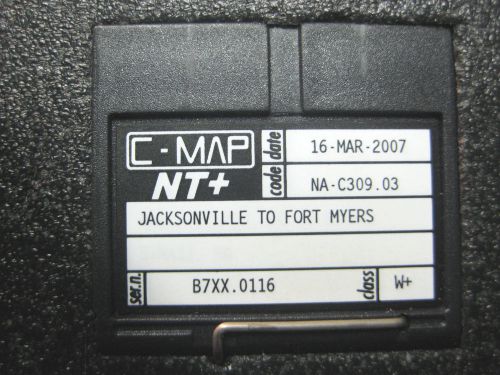 C-MAP
NT+
date 16-MAR-2007
code NA-C309.03
JACKSONVILLE TO FORT MYERS
ser.n. B7XX.0116 class W+